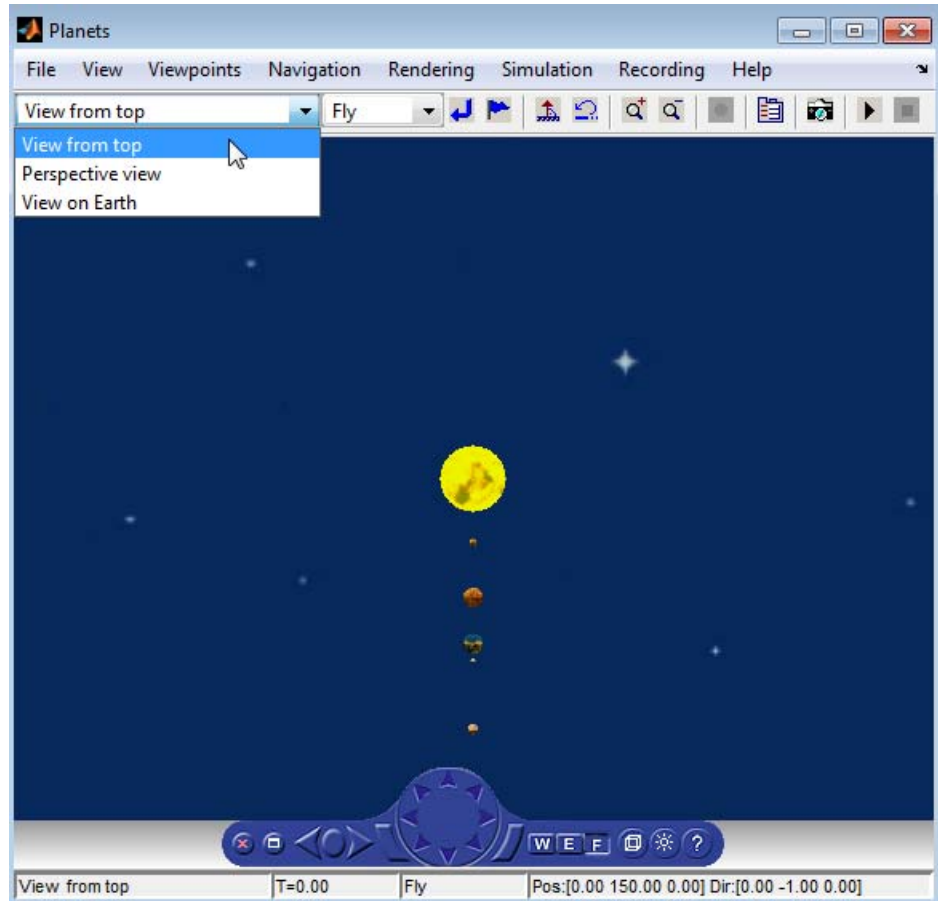 Planets
File View Viewpoints Navigation Rendering Simulation Recording Help
View from top Fly
View from top
Perspective view
View on Earth
W E F ?
View from top T=0.00 Fly Pos:[0.00 150.00 0.00] Dir:[0.00 -1.00 0.00]